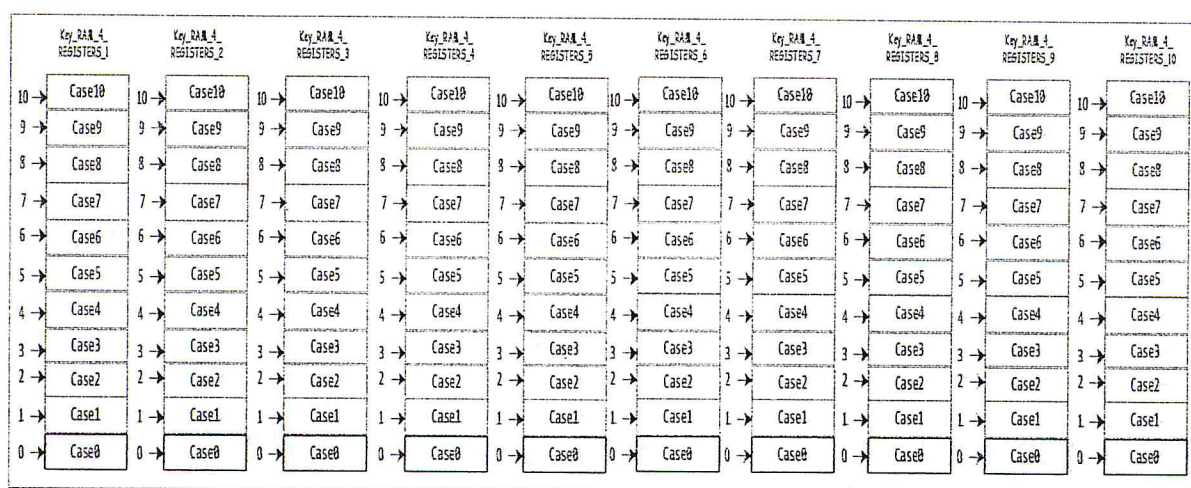 Key_RAM_4_ Key_RAM_4_ Key_RAM_4_ Key_RAM_4_ Key_RAM_4_ Key_RAM_4_ Key_RAM_4_ Key_RAM_4_ Key_RAM_4_ Key_RAM_4_
REGISTERS_1 REGISTERS_2 REGISTERS_3 REGISTERS_4 REGISTERS_5 REGISTERS_6 REGISTERS_7 REGISTERS_8 REGISTERS_9 REGISTERS_10
10 → Case10 10 → Case10 10 → Case10 10 → Case10 10 → Case10 10 → Case10 10 → Case10 10 → Case10 10 → Case10 10 → Case10
9 → Case9 9 → Case9 9 → Case9 9 → Case9 9 → Case9 9 → Case9 9 → Case9 9 → Case9 9 → Case9 9 → Case9
8 → Case8 8 → Case8 8 → Case8 8 → Case8 8 → Case8 8 → Case8 8 → Case8 8 → Case8 8 → Case8 8 → Case8
7 → Case7 7 → Case7 7 → Case7 7 → Case7 7 → Case7 7 → Case7 7 → Case7 7 → Case7 7 → Case7 7 → Case7
6 → Case6 6 → Case6 6 → Case6 6 → Case6 6 → Case6 6 → Case6 6 → Case6 6 → Case6 6 → Case6 6 → Case6
5 → Case5 5 → Case5 5 → Case5 5 → Case5 5 → Case5 5 → Case5 5 → Case5 5 → Case5 5 → Case5 5 → Case5
4 → Case4 4 → Case4 4 → Case4 4 → Case4 4 → Case4 4 → Case4 4 → Case4 4 → Case4 4 → Case4 4 → Case4
3 → Case3 3 → Case3 3 → Case3 3 → Case3 3 → Case3 3 → Case3 3 → Case3 3 → Case3 3 → Case3 3 → Case3
2 → Case2 2 → Case2 2 → Case2 2 → Case2 2 → Case2 2 → Case2 2 → Case2 2 → Case2 2 → Case2 2 → Case2
1 → Case1 1 → Case1 1 → Case1 1 → Case1 1 → Case1 1 → Case1 1 → Case1 1 → Case1 1 → Case1 1 → Case1
0 → Case0 0 → Case0 0 → Case0 0 → Case0 0 → Case0 0 → Case0 0 → Case0 0 → Case0 0 → Case0 0 → Case0